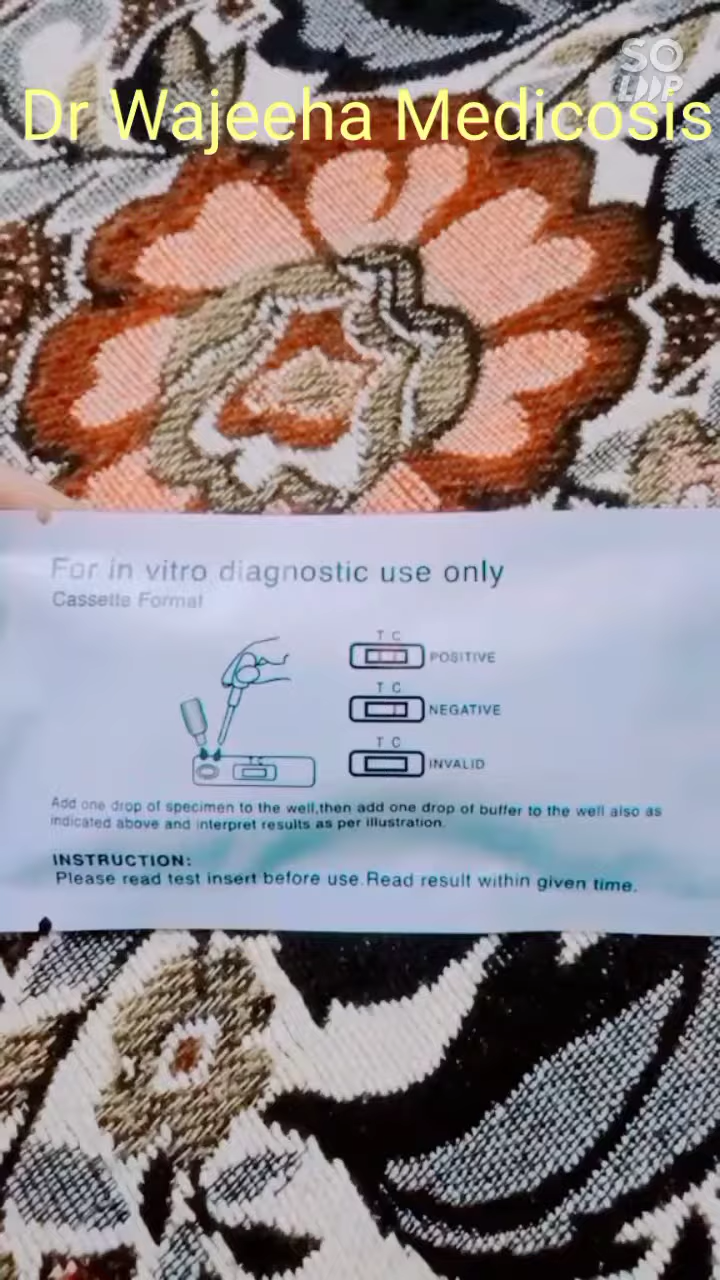 SO
LOOP
Dr Wajeeha Medicosis
For in vitro diagnostic use only
Cassette Format
T C
POSITIVE
T C
NEGATIVE
T C
INVALID
T C
Add one drop of specimen to the well,then add one drop of buffer to the well also as
indicated above and interpret results as per illustration.
INSTRUCTION:
Please read test insert before use.Read result within given time.